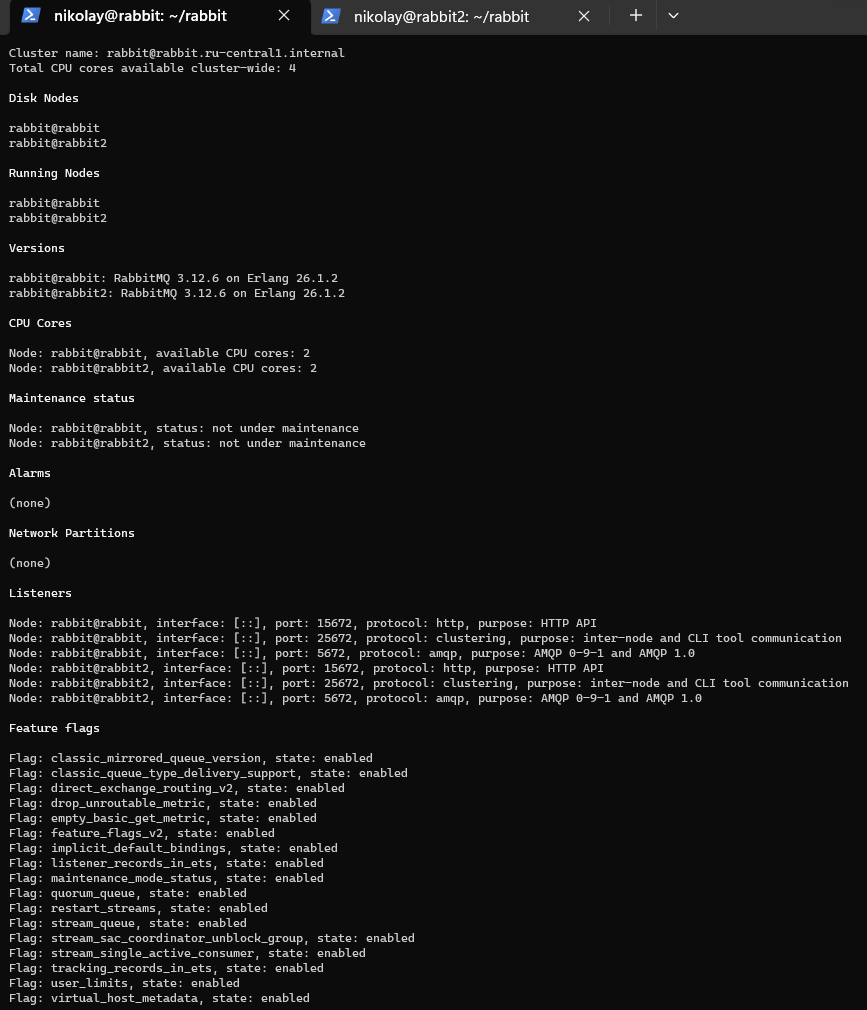 nikolay@rabbit: ~/rabbit
nikolay@rabbit2: ~/rabbit
Cluster name: rabbit@rabbit.ru-central1.internal
Total CPU cores available cluster-wide: 4
Disk Nodes
rabbit@rabbit
rabbit@rabbit2
Running Nodes
rabbit@rabbit
rabbit@rabbit2
Versions
rabbit@rabbit: RabbitMQ 3.12.6 on Erlang 26.1.2
rabbit@rabbit2: RabbitMQ 3.12.6 on Erlang 26.1.2
CPU Cores
Node: rabbit@rabbit, available CPU cores: 2
Node: rabbit@rabbit2, available CPU cores: 2
Maintenance status
Node: rabbit@rabbit, status: not under maintenance
Node: rabbit@rabbit2, status: not under maintenance
Alarms
(none)
Network Partitions
(none)
Listeners
Node: rabbit@rabbit, interface: [::], port: 15672, protocol: http, purpose: HTTP API
Node: rabbit@rabbit, interface: [::], port: 25672, protocol: clustering, purpose: inter-node and CLI tool communication
Node: rabbit@rabbit, interface: [::], port: 5672, protocol: amqp, purpose: AMQP 0-9-1 and AMQP 1.0
Node: rabbit@rabbit2, interface: [::], port: 15672, protocol: http, purpose: HTTP API
Node: rabbit@rabbit2, interface: [::], port: 25672, protocol: clustering, purpose: inter-node and CLI tool communication
Node: rabbit@rabbit2, interface: [::], port: 5672, protocol: amqp, purpose: AMQP 0-9-1 and AMQP 1.0
Feature flags
Flag: classic_mirrored_queue_version, state: enabled
Flag: classic_queue_type_delivery_support, state: enabled
Flag: direct_exchange_routing_v2, state: enabled
Flag: drop_unroutable_metric, state: enabled
Flag: empty_basic_get_metric, state: enabled
Flag: feature_flags_v2, state: enabled
Flag: implicit_default_bindings, state: enabled
Flag: listener_records_in_ets, state: enabled
Flag: maintenance_mode_status, state: enabled
Flag: quorum_queue, state: enabled
Flag: restart_streams, state: enabled
Flag: stream_queue, state: enabled
Flag: stream_sac_coordinator_unblock_group, state: enabled
Flag: stream_single_active_consumer, state: enabled
Flag: tracking_records_in_ets, state: enabled
Flag: user_limits, state: enabled
Flag: virtual_host_metadata, state: enabled